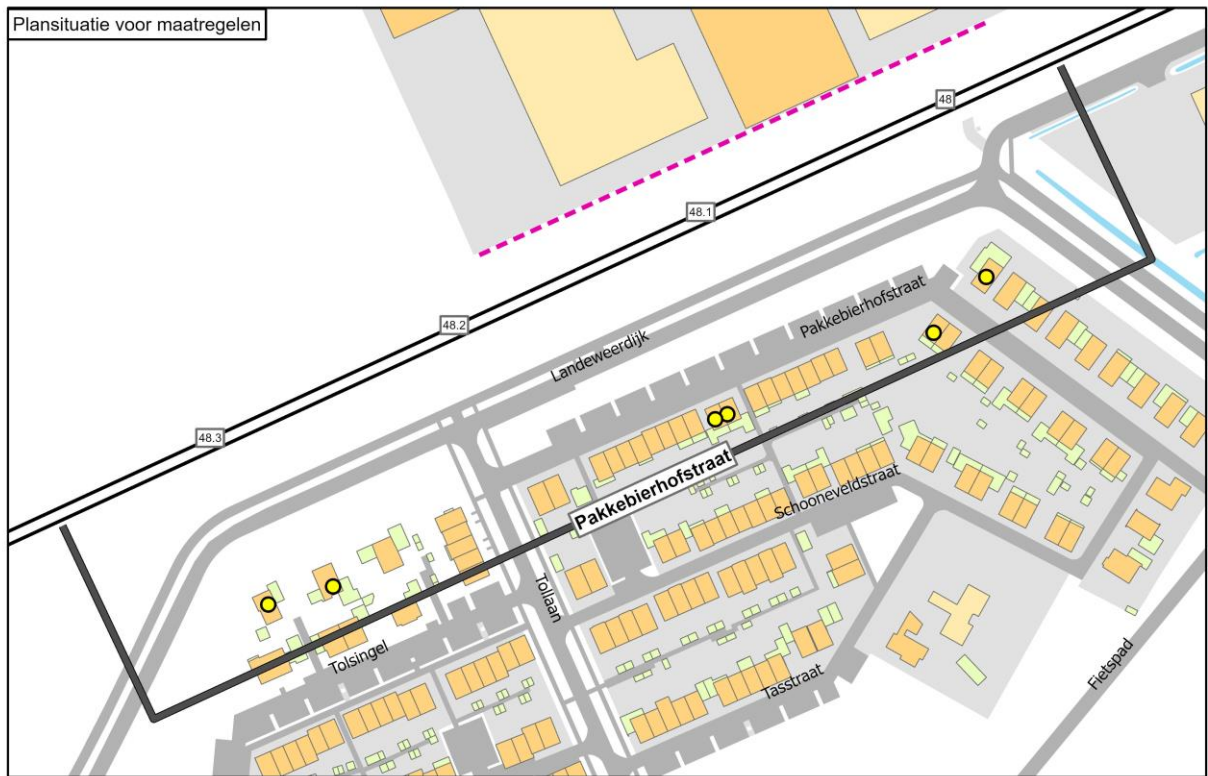 Plansituatie voor maatregelen
48
48.1
48.2
48.3
Landeweerdijk
Pakkebierhofstraat
Pakkebierhofstraat
Schooneveldstraat
Tollaan
Tolsingel
Tasstraat
Fietspad